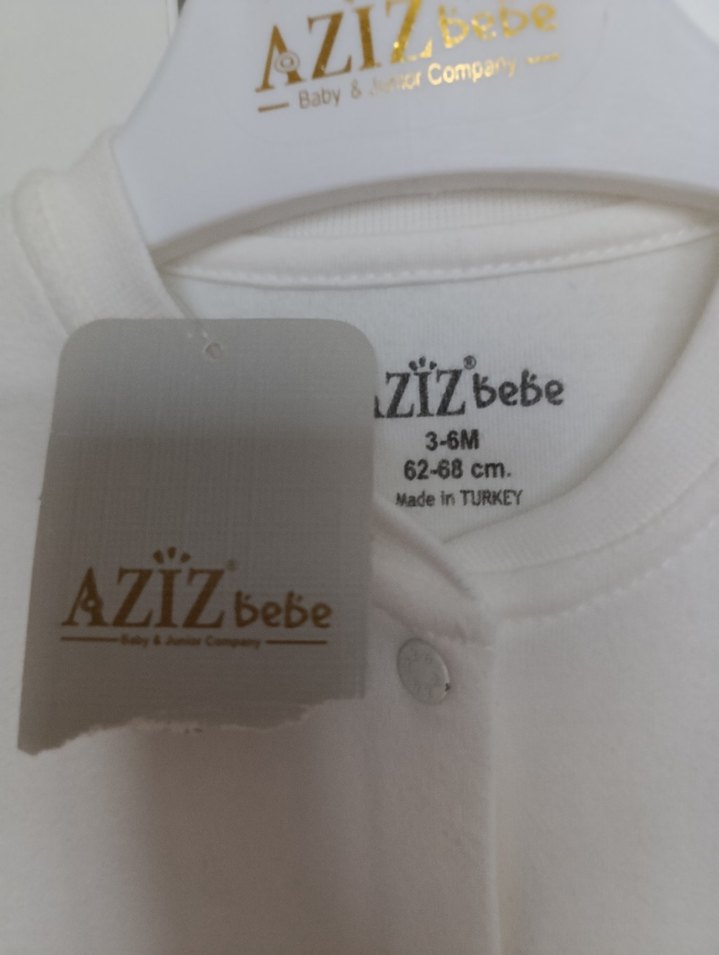 AZİZ bebe
Baby & Junior Company
AZİZ® bebe
3-6M
62-68 cm.
Made in TURKEY
AZİZ® bebe
Baby & Junior Company